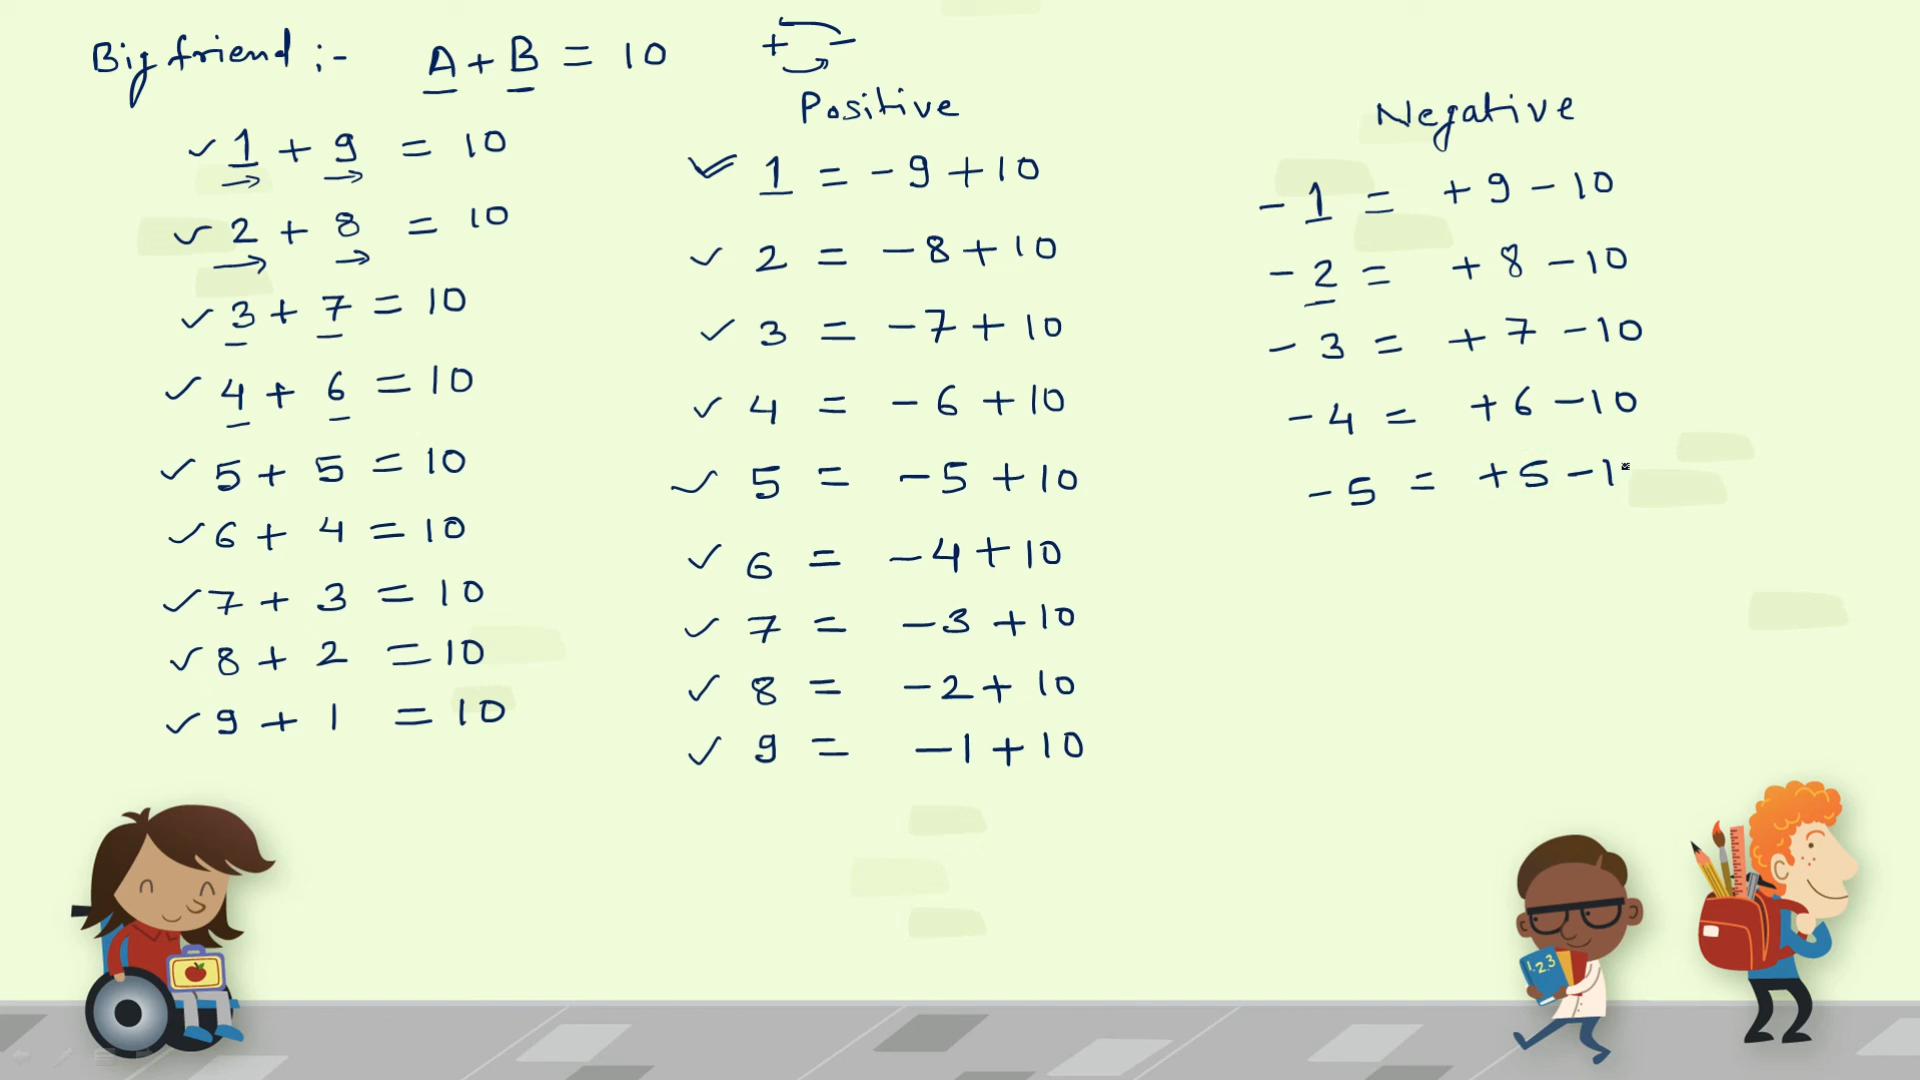 Big friend :- A + B = 10
+ -
1 + 9 = 10
2 + 8 = 10
3 + 7 = 10
4 + 6 = 10
5 + 5 = 10
6 + 4 = 10
7 + 3 = 10
8 + 2 = 10
9 + 1 = 10
Positive
1 = -9 + 10
2 = -8 + 10
3 = -7 + 10
4 = -6 + 10
5 = -5 + 10
6 = -4 + 10
7 = -3 + 10
8 = -2 + 10
9 = -1 + 10
Negative
-1 = +9 -10
-2 = +8 -10
-3 = +7 -10
-4 = +6 -10
-5 = +5 -1
1.2.3